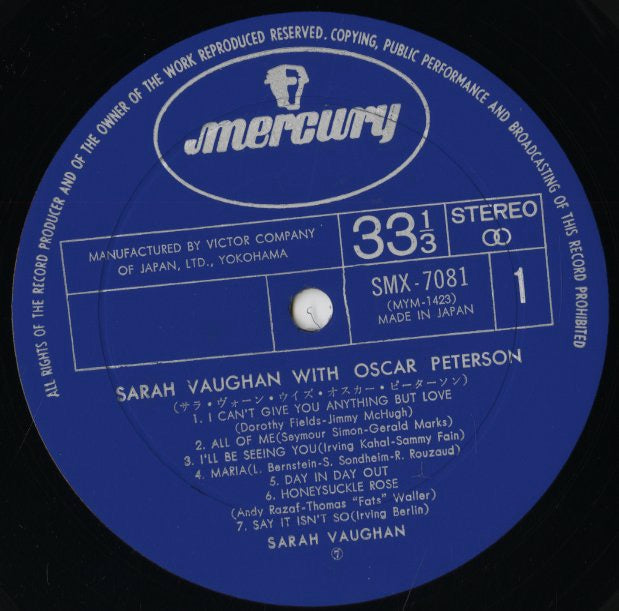 ALL RIGHTS OF THE RECORD PRODUCER AND OF THE OWNER OF THE WORK REPRODUCED RESERVED. COPYING, PUBLIC PERFORMANCE AND BROADCASTING OF THIS RECORD PROHIBITED
mercury
MANUFACTURED BY VICTOR COMPANY
OF JAPAN, LTD., YOKOHAMA
33 1/3
STEREO
SMX-7081
(MYM-1423)
MADE IN JAPAN
1
SARAH VAUGHAN WITH OSCAR PETERSON
(サラ・ヴォーン・ウイズ・オスカー・ピーターソン)
1. I CAN'T GIVE YOU ANYTHING BUT LOVE
(Dorothy Fields-Jimmy McHugh)
2. ALL OF ME(Seymour Simon-Gerald Marks)
3. I'LL BE SEEING YOU(Irving Kahal-Sammy Fain)
4. MARIA(L. Bernstein-S. Sondheim-R. Rouzaud)
5. DAY IN DAY OUT
6. HONEYSUCKLE ROSE
(Andy Razaf-Thomas "Fats" Waller)
7. SAY IT ISN'T SO(Irving Berlin)
SARAH VAUGHAN
⑦